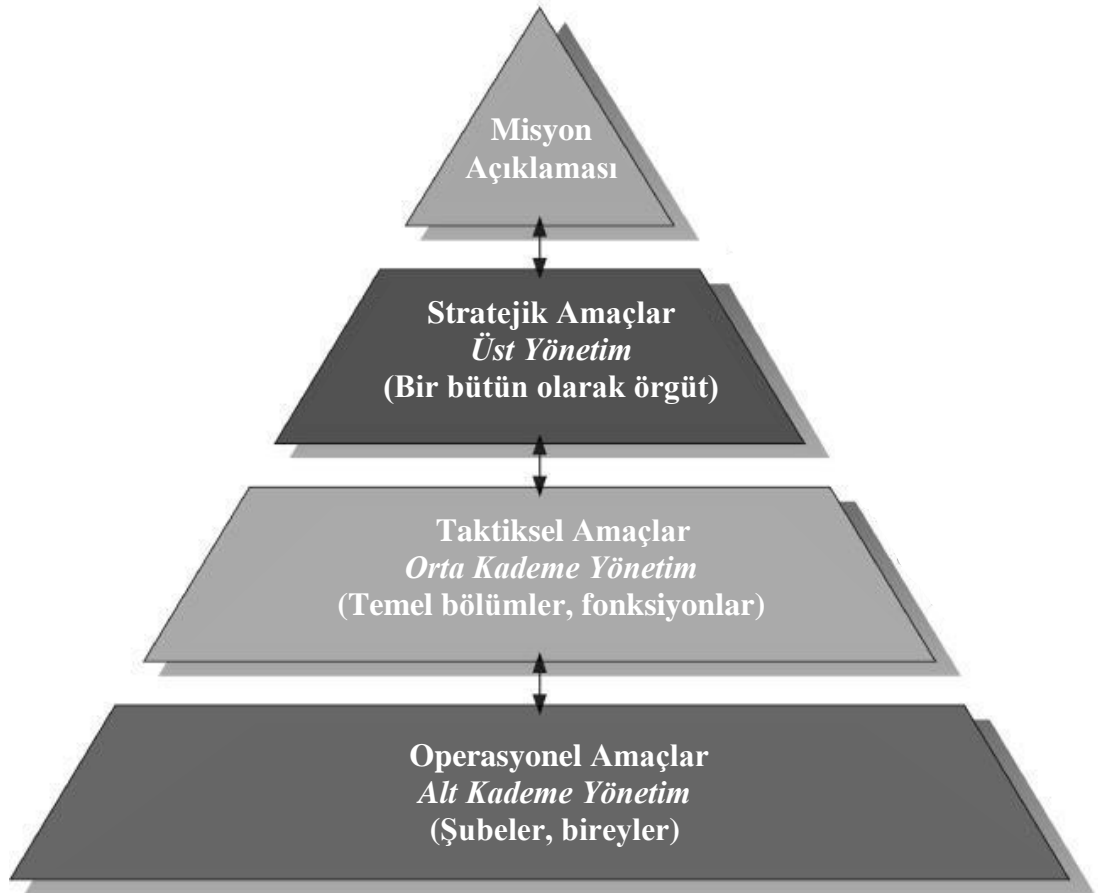 Misyon
Açıklaması
Stratejik Amaçlar
Üst Yönetim
(Bir bütün olarak örgüt)
Taktiksel Amaçlar
Orta Kademe Yönetim
(Temel bölümler, fonksiyonlar)
Operasyonel Amaçlar
Alt Kademe Yönetim
(Şubeler, bireyler)